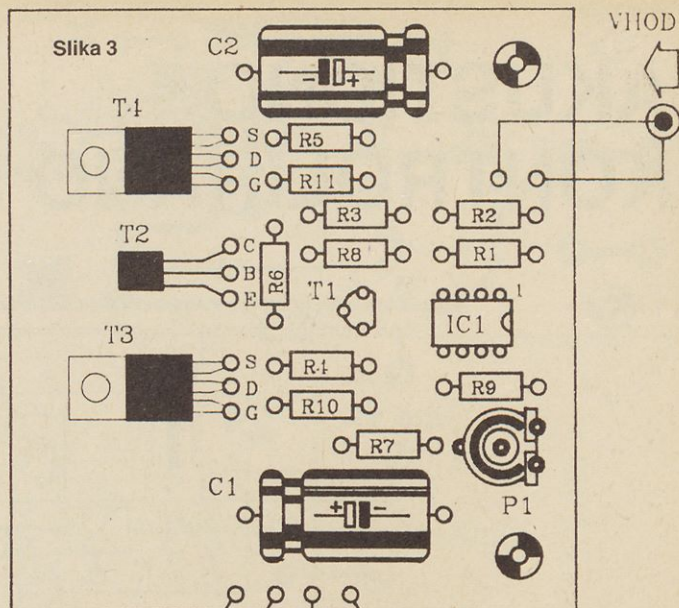 VHOD
Slika 3
C2
T4
S
D
G
R5
R11
R3
R2
T2
C
B
E
R6
R8
R1
T1
1
IC1
T3
S
D
G
R4
R10
R9
R7
C1
P1